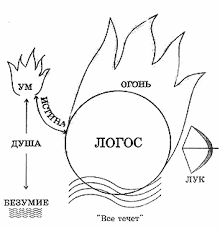 УМ
ИСТИНА
ОГОНЬ
ДУША
ЛОГОС
ЛУК
БЕЗУМИЕ
"Все течет"